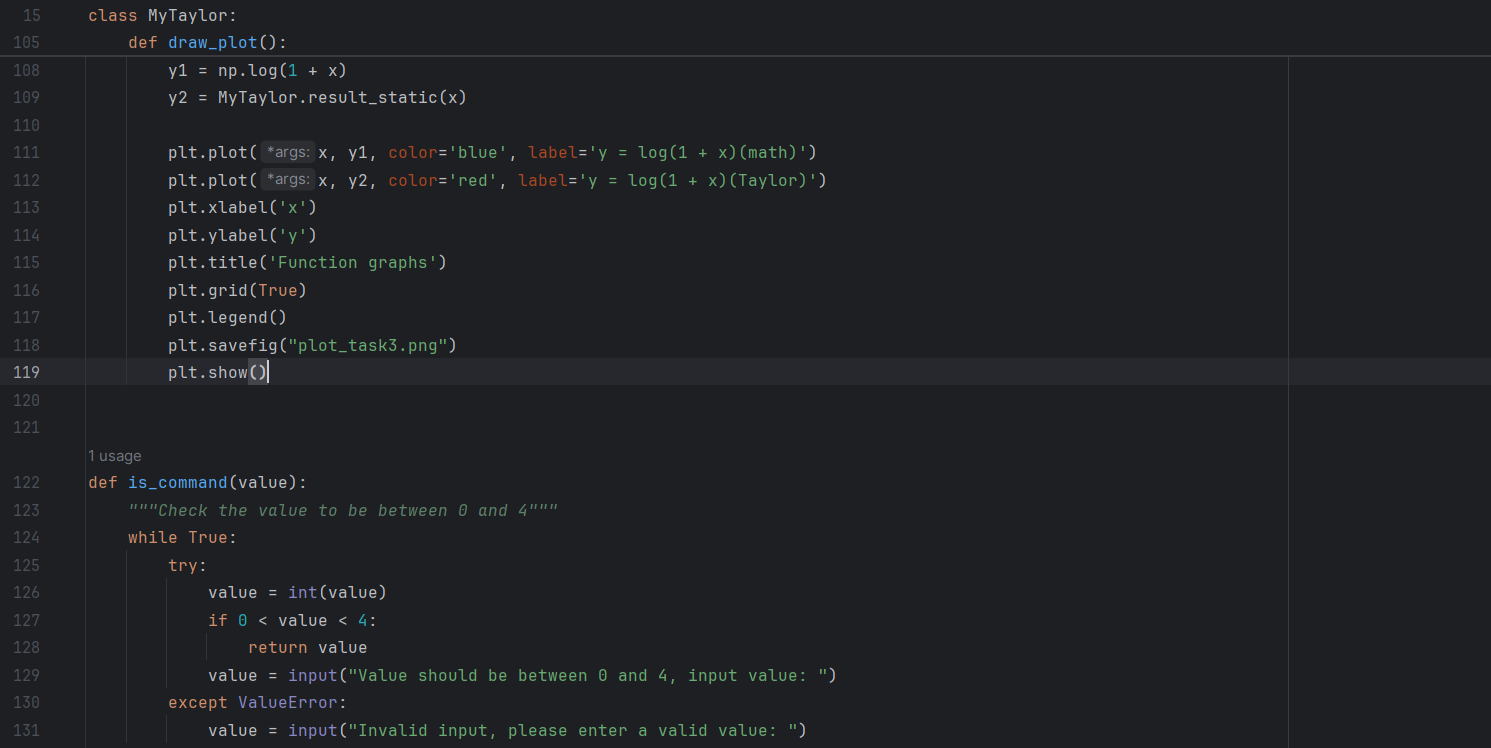 15 class MyTaylor:
105 def draw_plot():
108 y1 = np.log(1 + x)
109 y2 = MyTaylor.result_static(x)
110
111 plt.plot( *args: x, y1, color='blue', label='y = log(1 + x)(math)')
112 plt.plot( *args: x, y2, color='red', label='y = log(1 + x)(Taylor)')
113 plt.xlabel('x')
114 plt.ylabel('y')
115 plt.title('Function graphs')
116 plt.grid(True)
117 plt.legend()
118 plt.savefig("plot_task3.png")
119 plt.show()
120
121
1 usage
122 def is_command(value):
123 """Check the value to be between 0 and 4"""
124 while True:
125 try:
126 value = int(value)
127 if 0 < value < 4:
128 return value
129 value = input("Value should be between 0 and 4, input value: ")
130 except ValueError:
131 value = input("Invalid input, please enter a valid value: ")